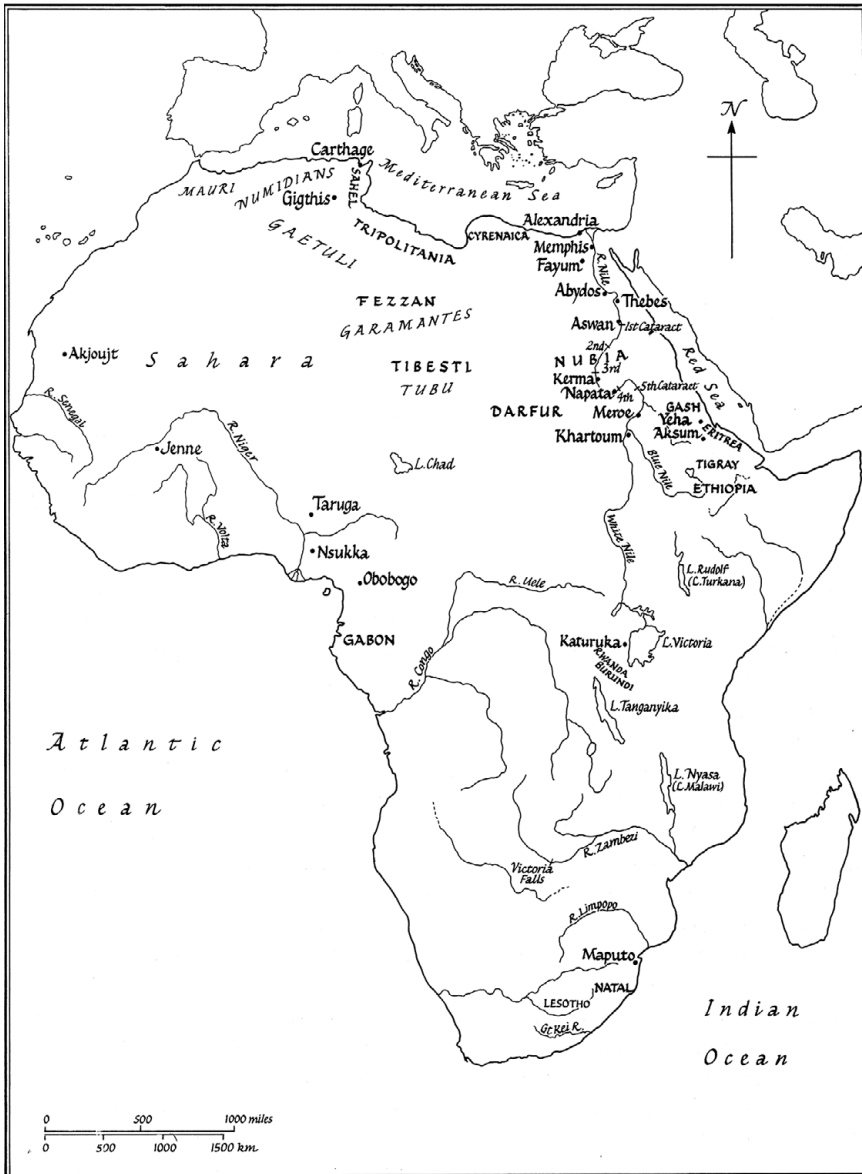 N
Carthage
Mediterranean Sea
MAURI
NUMIDIANS
SAHEL
Gigthis
GAETULI
TRIPOLITANIA
CYRENAICA
Alexandria
Memphis
Fayum
R. Nile
Abydos
Thebes
FEZZAN
GARAMANTES
Aswan
1st Cataract
Akjoujt
Sahara
TIBESTI
TUBU
2nd
NUBIA
3rd
Kerma
Napata
4th
5th Cataract
Red Sea
R. Senegal
DARFUR
Meroe
GASH
Yeha
Aksum
ERITREA
Khartoum
Jenne
R. Niger
L. Chad
Blue Nile
TIGRAY
ETHIOPIA
Taruga
R. Volta
White Nile
Nsukka
Obobogo
R. Uele
L. Rudolf
(L. Turkana)
GABON
R. Congo
Katuruka
L. Victoria
RWANDA
BURUNDI
L. Tanganyika
Atlantic
Ocean
L. Nyasa
(L. Malawi)
R. Zambezi
Victoria
Falls
R. Limpopo
Maputo
NATAL
LESOTHO
Gt Kei R.
Indian
Ocean
0 500 1000 miles
0 500 1000 1500 km